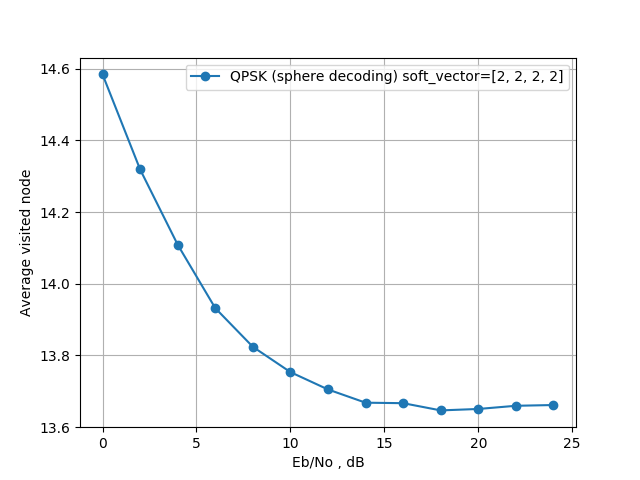 QPSK (sphere decoding) soft_vector=[2, 2, 2, 2]
14.6
14.4
14.2
14.0
13.8
13.6
Average visited node
0 5 10 15 20 25
Eb/No , dB